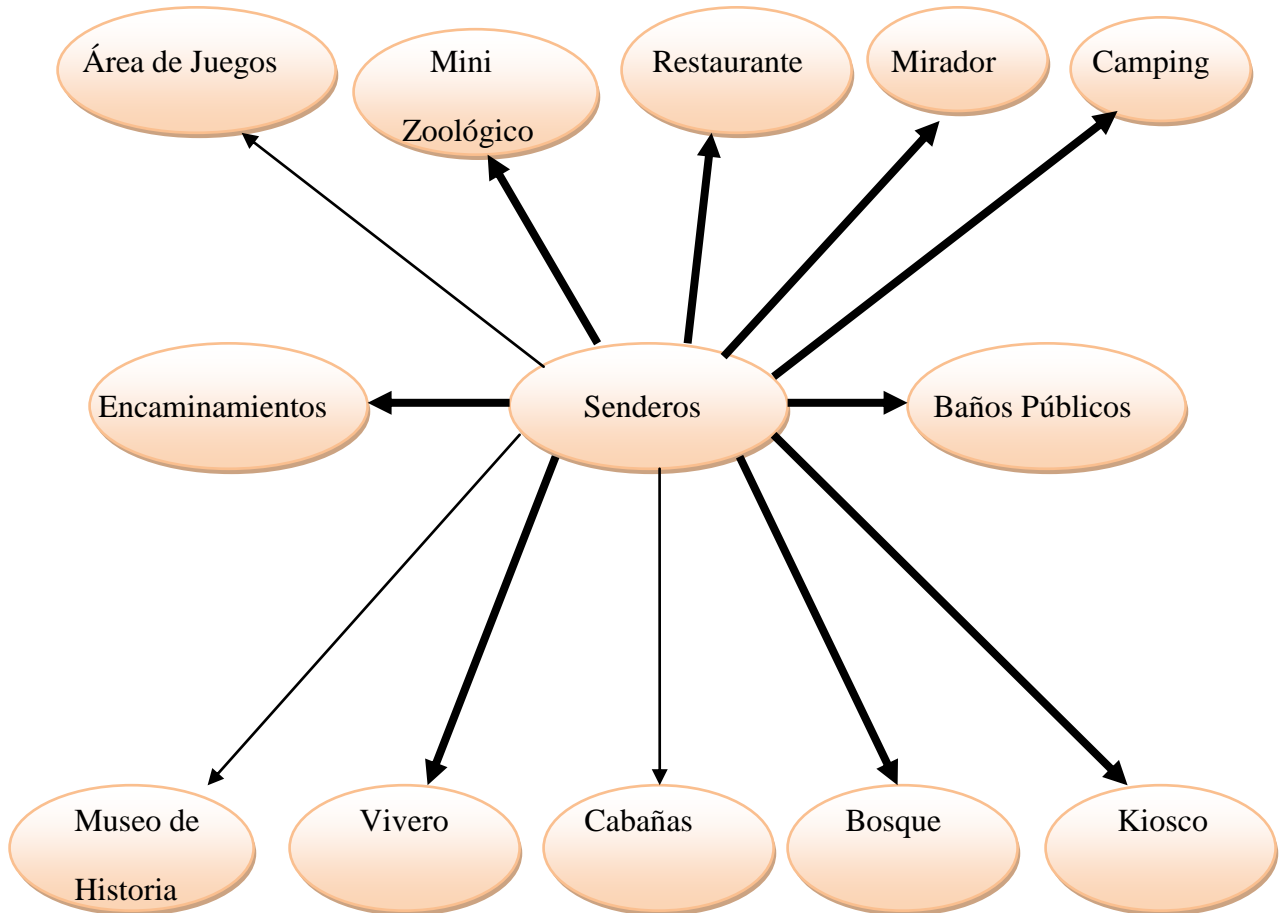 Área de Juegos
Mini
Zoológico
Restaurante
Mirador
Camping
Encaminamientos
Senderos
Baños Públicos
Museo de
Historia
Vivero
Cabañas
Bosque
Kiosco